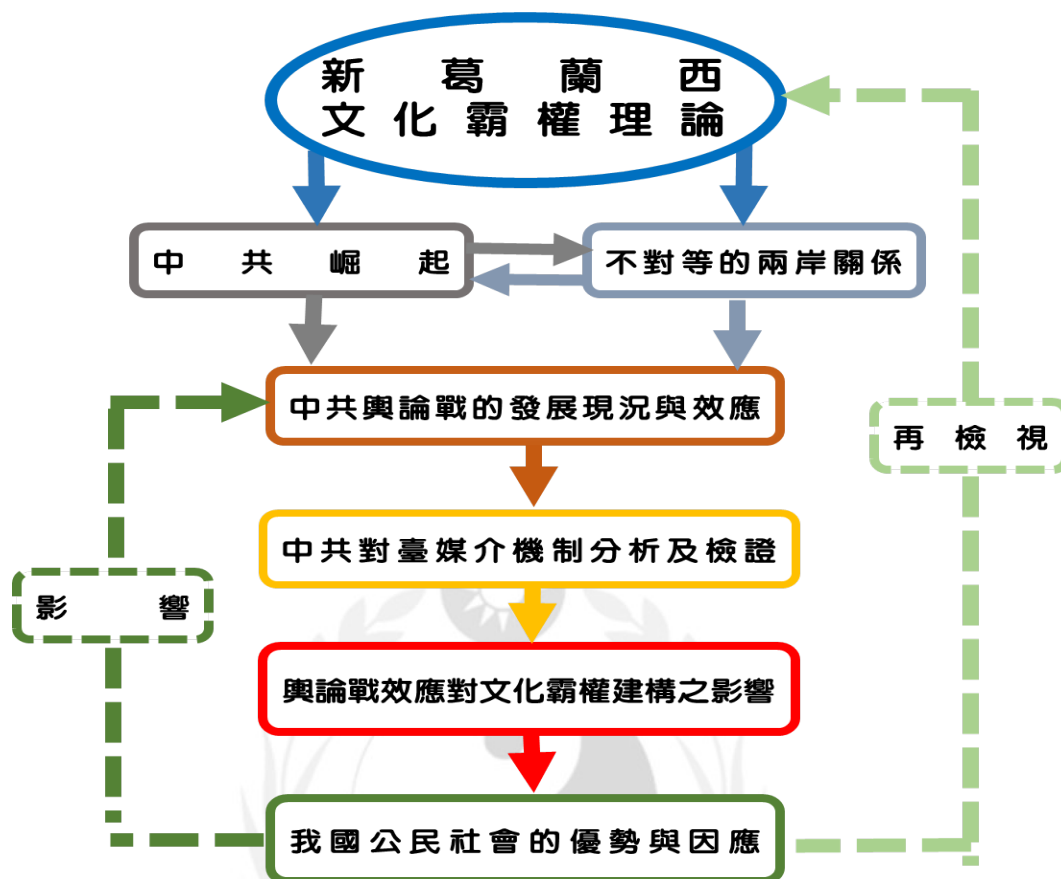 新葛蘭西
文化霸權理論
中共崛起
不對等的兩岸關係
中共輿論戰的發展現況與效應
再檢視
中共對臺媒介機制分析及檢證
影響
輿論戰效應對文化霸權建構之影響
我國公民社會的優勢與因應